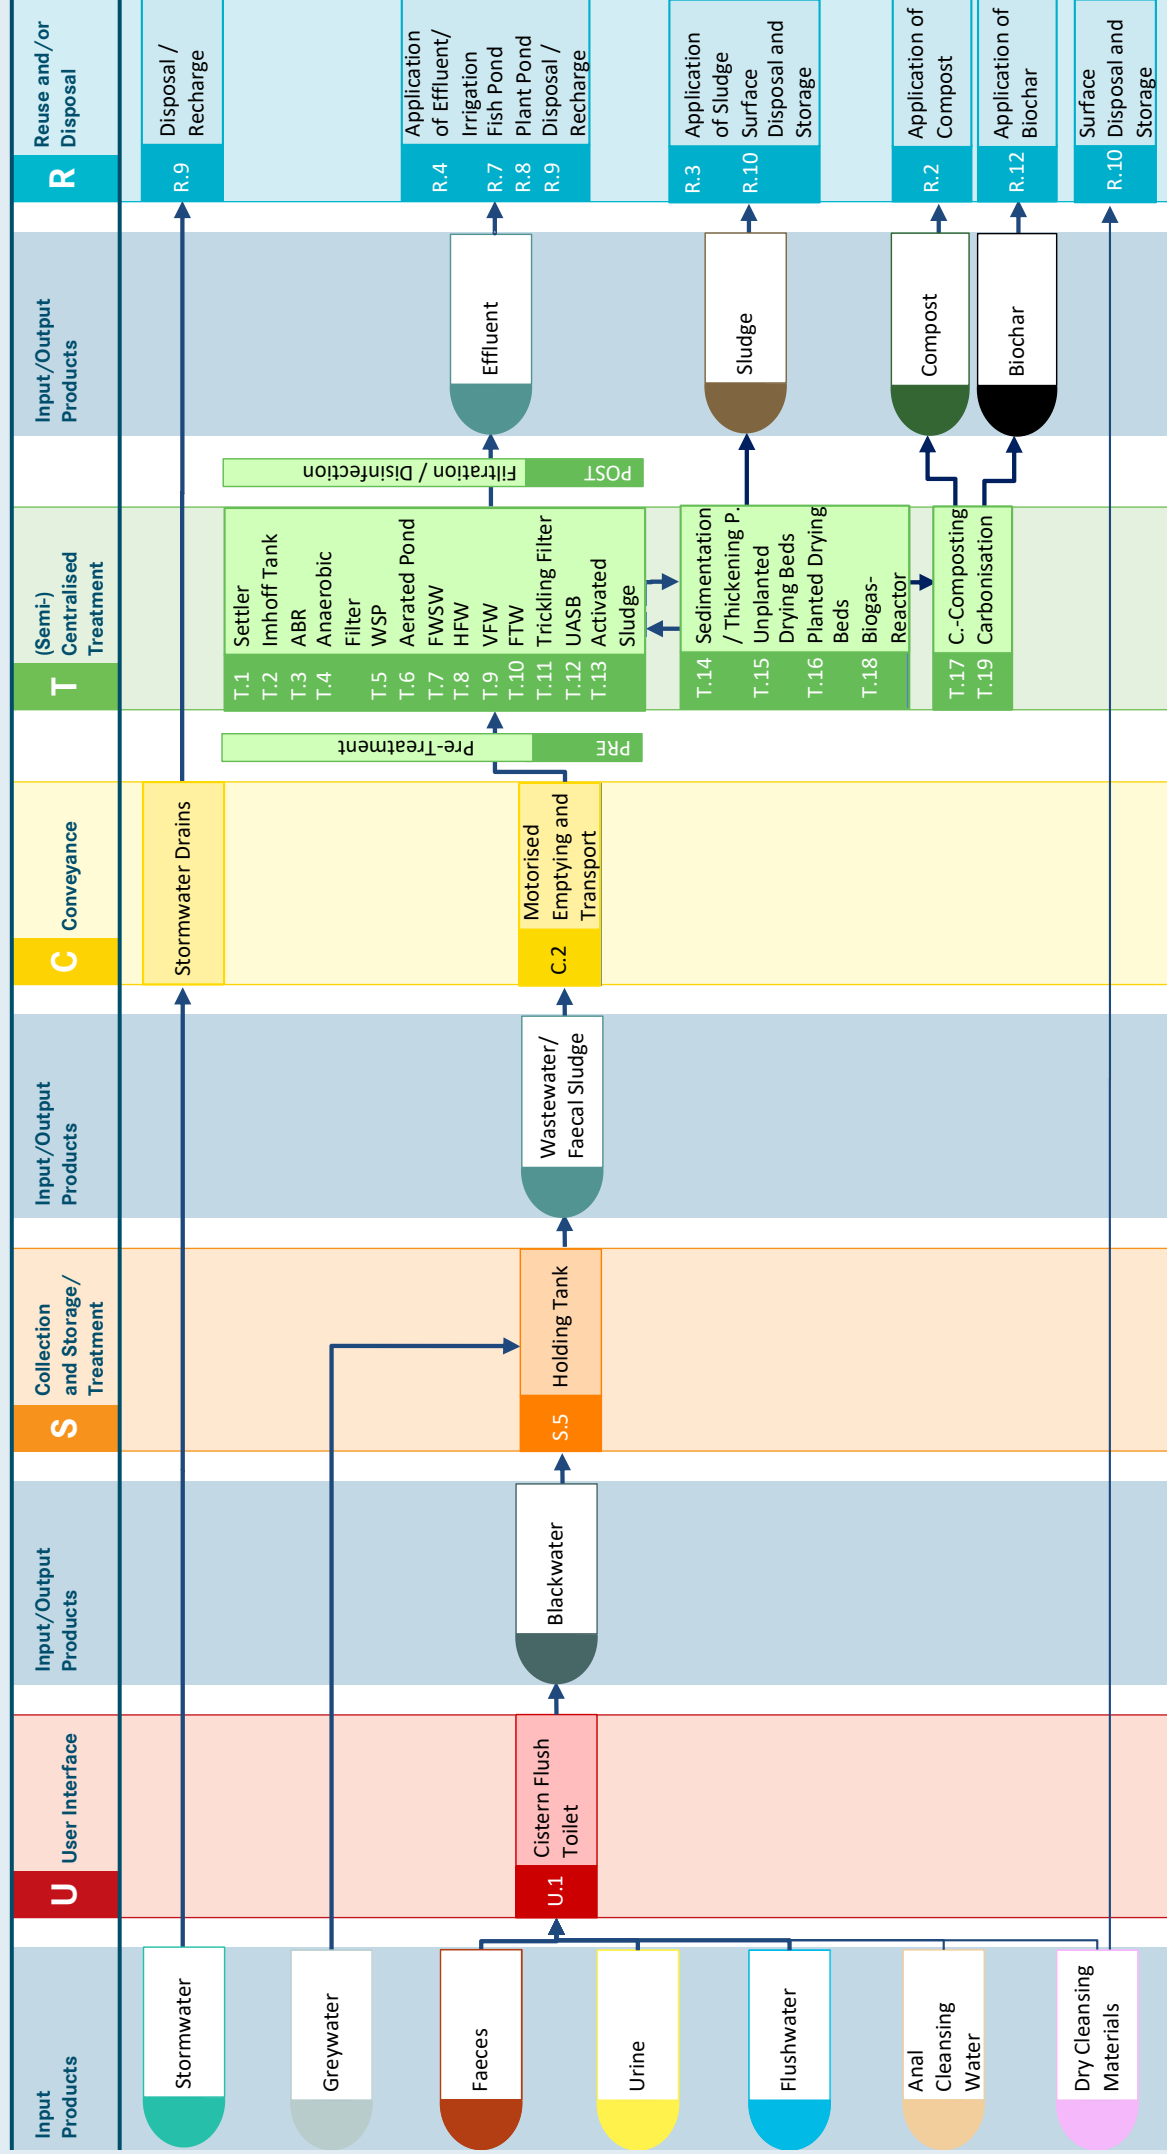 Input
Products
U
User Interface
Input/Output
Products
S
Collection
and Storage/
Treatment
Input/Output
Products
C
Conveyance
T
(Semi-)
Centralised
Treatment
Input/Output
Products
R
Reuse and/or
Disposal
Stormwater
Stormwater Drains
R.9
Disposal /
Recharge
Greywater
Faeces
Urine
Flushwater
Anal
Cleansing
Water
Dry Cleansing
Materials
U.1
Cistern Flush
Toilet
Blackwater
S.5
Holding Tank
Wastewater/
Faecal Sludge
C.2
Motorised
Emptying and
Transport
PRE
Pre-Treatment
T.1 Settler
T.2 Imhoff Tank
T.3 ABR
T.4 Anaerobic
Filter
T.5 WSP
T.6 Aerated Pond
T.7 FWSW
T.8 HFW
T.9 VFW
T.10 FTW
T.11 Trickling Filter
T.12 UASB
T.13 Activated
Sludge
T.14 Sedimentation
/ Thickening P.
T.15 Unplanted
Drying Beds
T.16 Planted Drying
Beds
T.18 Biogas-
Reactor
T.17 C.-Composting
T.19 Carbonisation
POST
Filtration / Disinfection
Effluent
Sludge
Compost
Biochar
R.4 Application
of Effluent/
Irrigation
R.7 Fish Pond
R.8 Plant Pond
R.9 Disposal /
Recharge
R.3 Application
of Sludge
R.10 Surface
Disposal and
Storage
R.2 Application of
Compost
R.12 Application of
Biochar
R.10 Surface
Disposal and
Storage